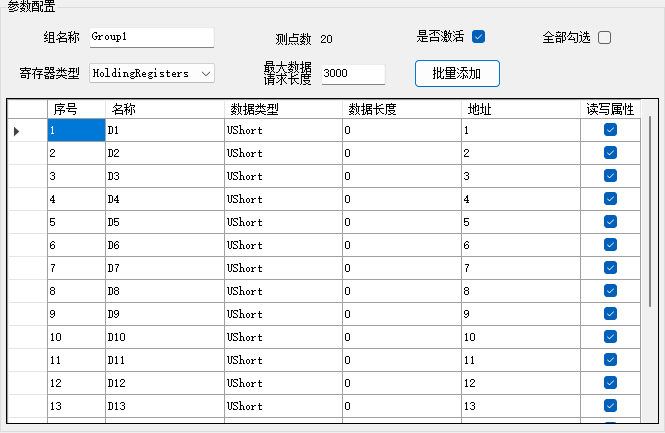 参数配置
组名称 Group1 测点数 20 是否激活 全部勾选
寄存器类型 HoldingRegisters 最大数据
请求长度 3000 批量添加
序号 名称 数据类型 数据长度 地址 读写属性
1 D1 UShort 0 1
2 D2 UShort 0 2
3 D3 UShort 0 3
4 D4 UShort 0 4
5 D5 UShort 0 5
6 D6 UShort 0 6
7 D7 UShort 0 7
8 D8 UShort 0 8
9 D9 UShort 0 9
10 D10 UShort 0 10
11 D11 UShort 0 11
12 D12 UShort 0 12
13 D13 UShort 0 13